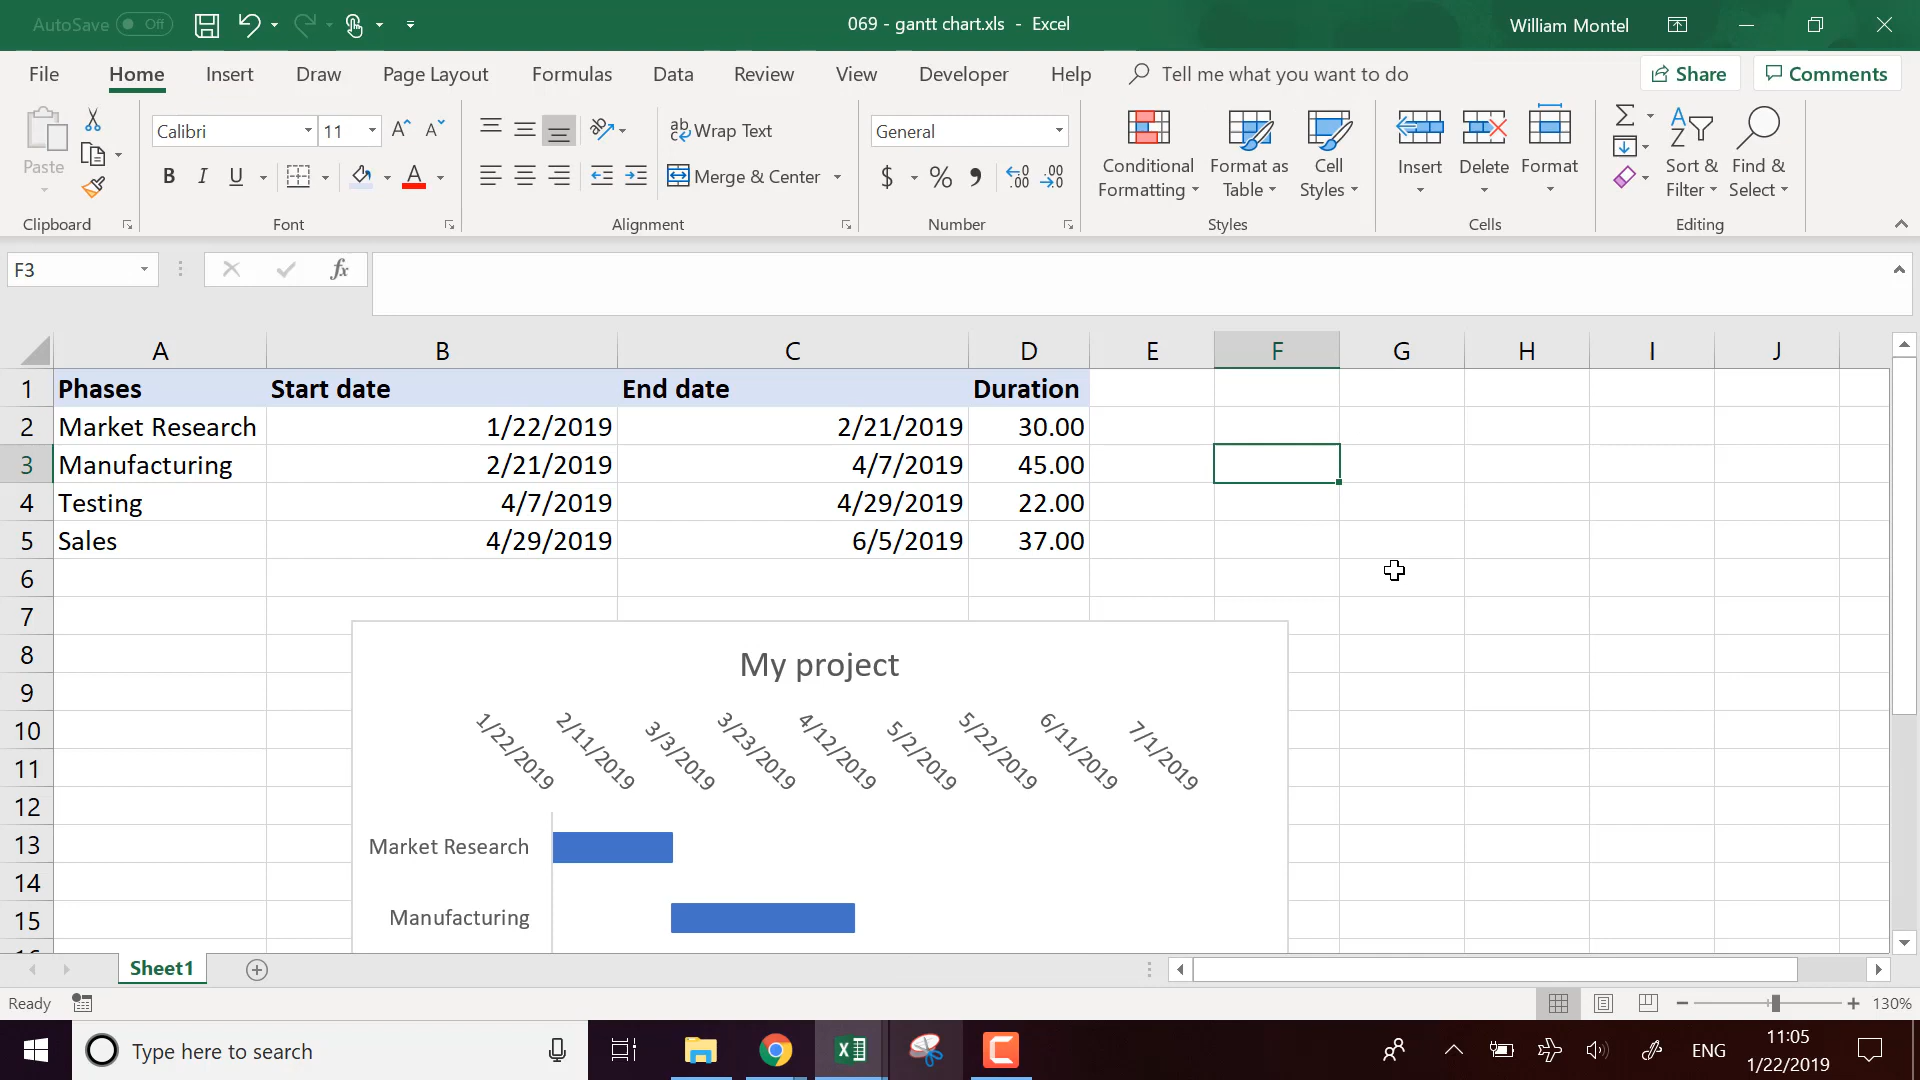 AutoSave Off 069 - gantt chart.xls - Excel William Montel
File Home Insert Draw Page Layout Formulas Data Review View Developer Help Tell me what you want to do Share Comments
Paste
Clipboard
Calibri 11
B I U A
Font
ab Wrap Text
Merge & Center
Alignment
General
$ % ,
Number
Conditional Formatting
Format as Table
Cell Styles
Styles
Insert Delete Format
Cells
Sort & Filter
Find & Select
Editing
F3 fx
A B C D E F G H I J
1 Phases Start date End date Duration
2 Market Research 1/22/2019 2/21/2019 30.00
3 Manufacturing 2/21/2019 4/7/2019 45.00
4 Testing 4/7/2019 4/29/2019 22.00
5 Sales 4/29/2019 6/5/2019 37.00
6
7
8
9
10
11
12
13
14
15
My project
1/22/2019 2/11/2019 3/3/2019 3/23/2019 4/12/2019 5/2/2019 5/22/2019 6/11/2019 7/1/2019
Market Research
Manufacturing
Sheet1
Ready 130%
Type here to search ENG 11:05
1/22/2019